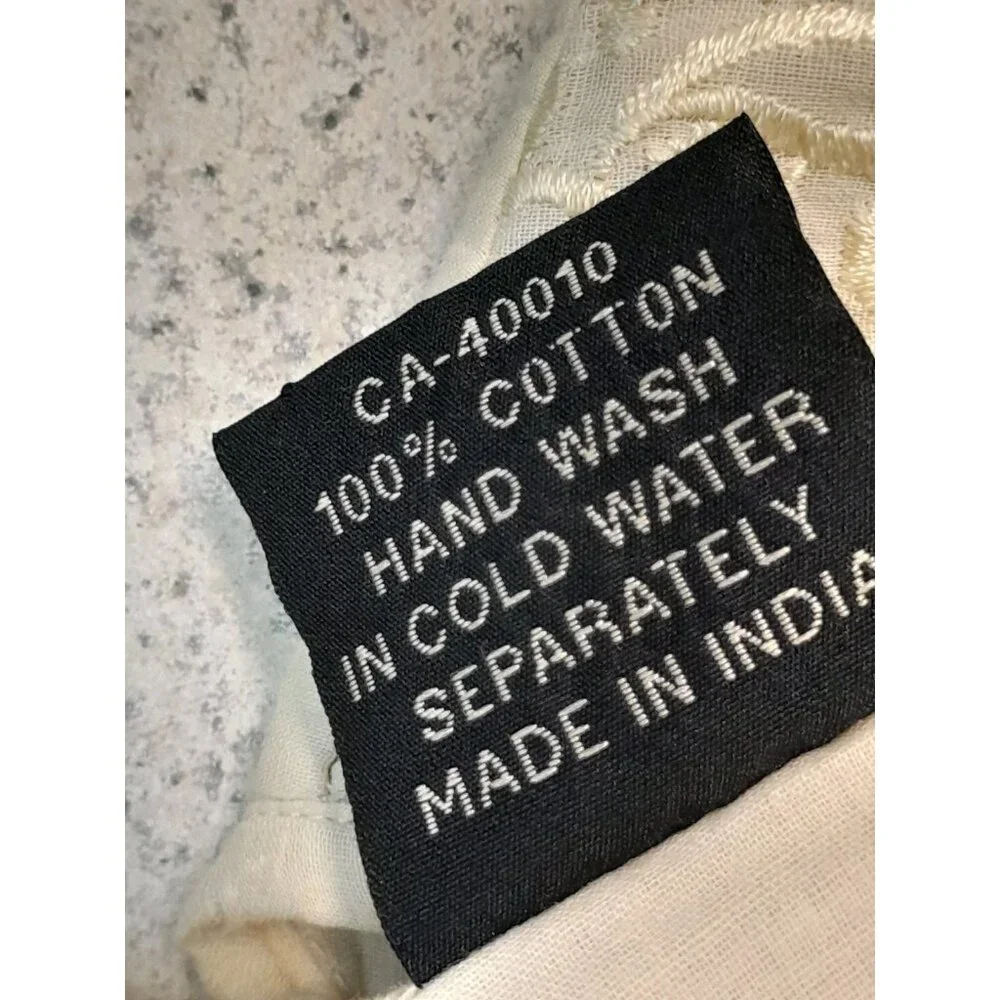 CA-40010
100% COTTON
HAND WASH
IN COLD WATER
SEPARATELY
MADE IN INDIA